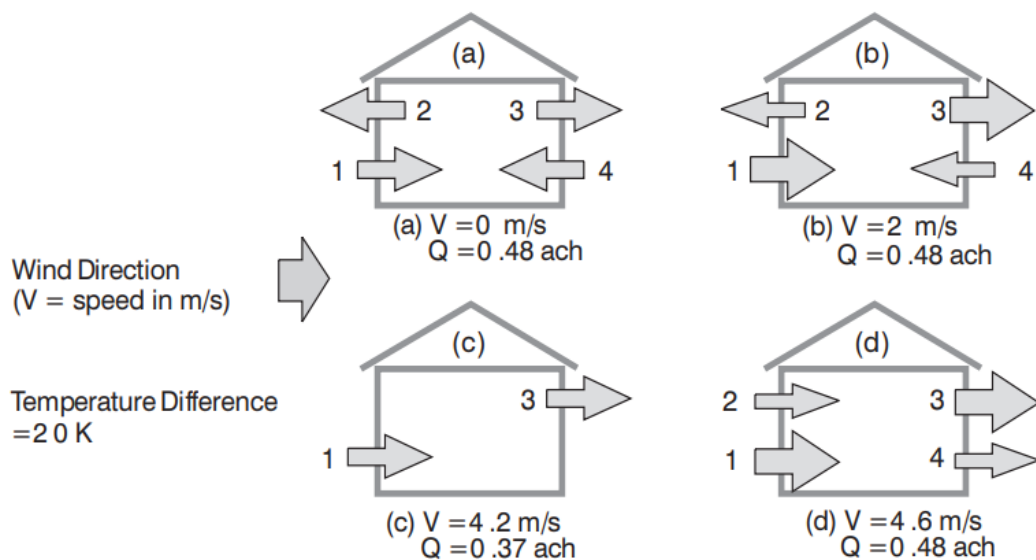 (a)
2
3
1
4
(a) V =0 m/s
Q =0 .48 ach
(b)
2
3
1
4
(b) V =2 m/s
Q =0 .48 ach
Wind Direction
(V = speed in m/s)
Temperature Difference
=2 0 K
(c)
3
1
(c) V =4 .2 m/s
Q =0 .37 ach
(d)
2
3
1
4
(d) V =4 .6 m/s
Q =0 .48 ach